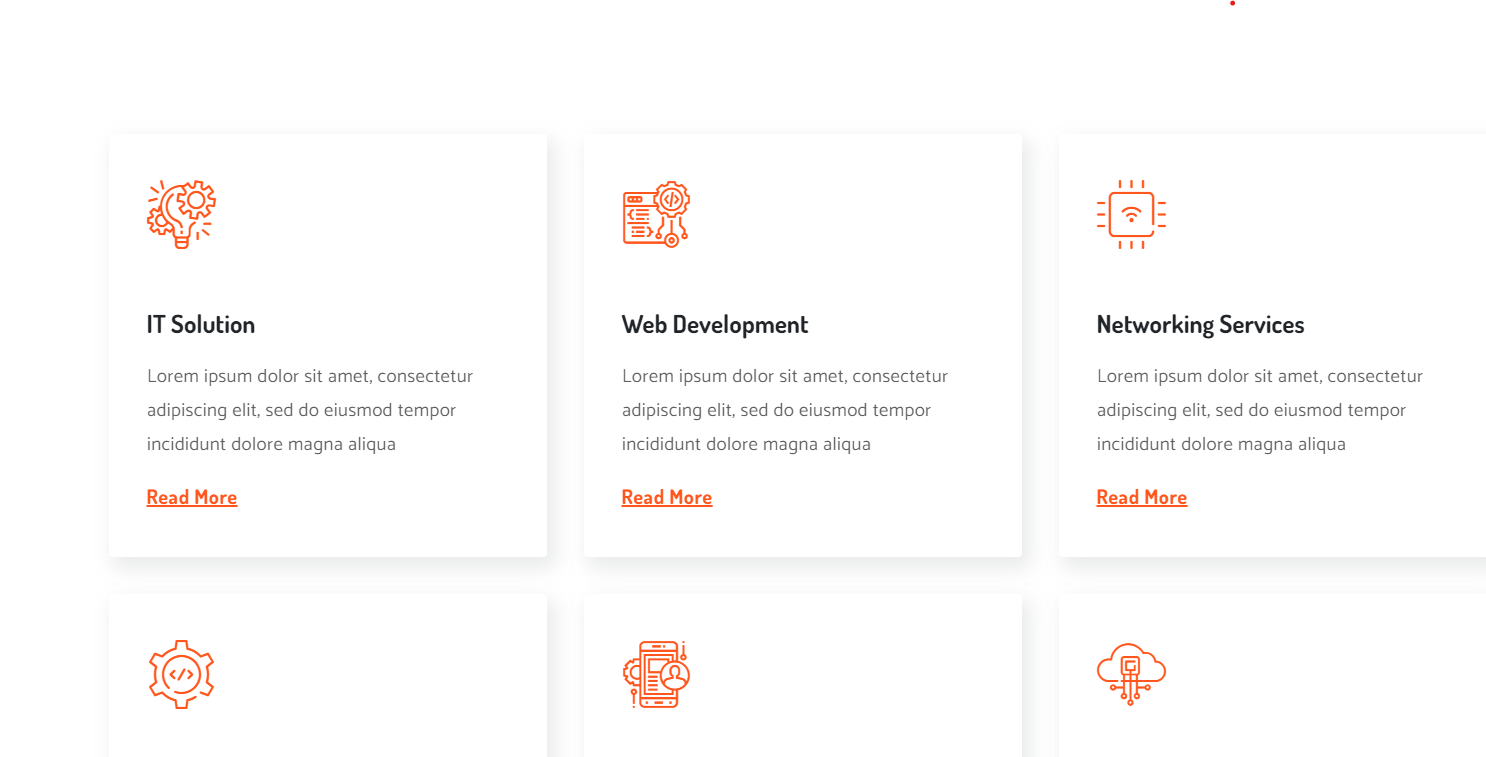 IT Solution
Lorem ipsum dolor sit amet, consectetur
adipiscing elit, sed do eiusmod tempor
incididunt dolore magna aliqua
Read More
Web Development
Lorem ipsum dolor sit amet, consectetur
adipiscing elit, sed do eiusmod tempor
incididunt dolore magna aliqua
Read More
Networking Services
Lorem ipsum dolor sit amet, consectetur
adipiscing elit, sed do eiusmod tempor
incididunt dolore magna aliqua
Read More